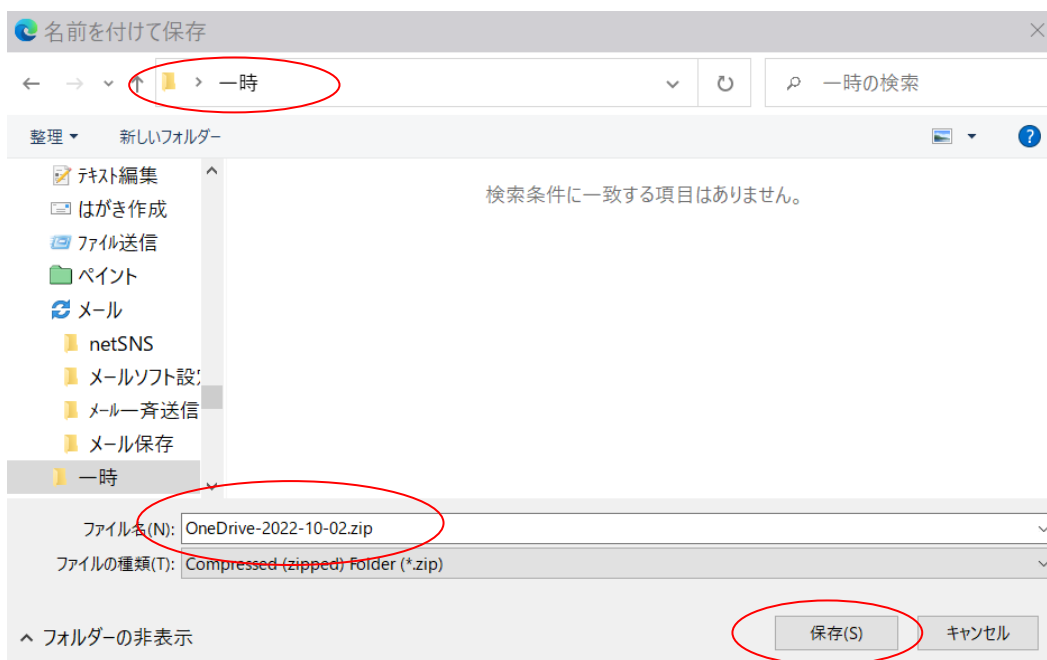 名前を付けて保存
一時
一時の検索
整理 新しいフォルダー
検索条件に一致する項目はありません。
テキスト編集
はがき作成
ファイル送信
ペイント
メール
netSNS
メールソフト設
メール一斉送信
メール保存
一時
ファイル名(N): OneDrive-2022-10-02.zip
ファイルの種類(T): Compressed (zipped) Folder (*.zip)
フォルダーの非表示 保存(S) キャンセル